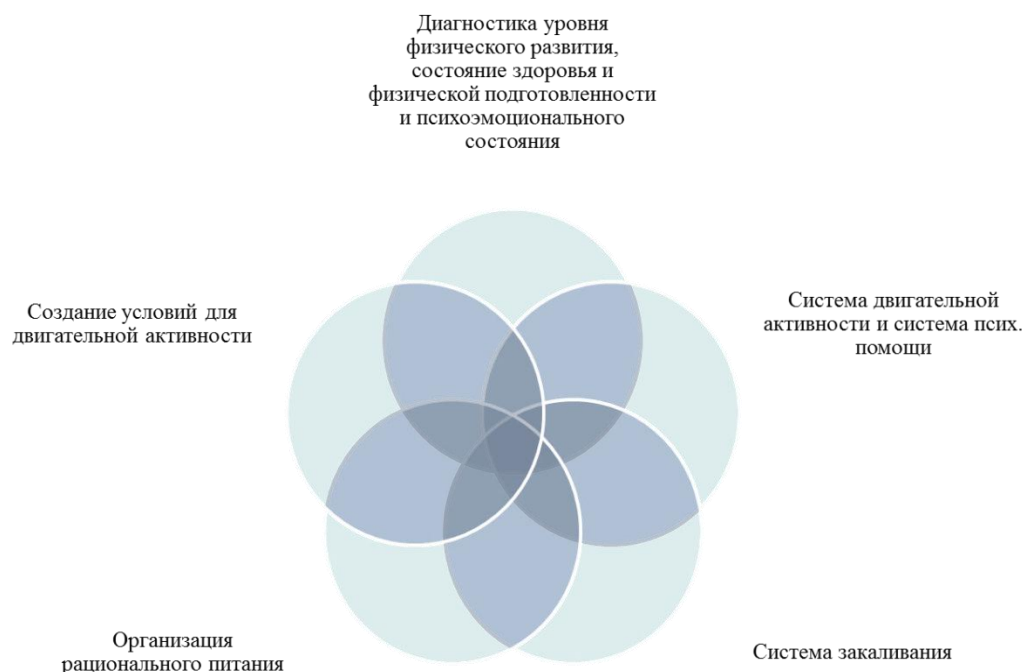 Диагностика уровня
физического развития,
состояние здоровья и
физической подготовленности
и психоэмоционального
состояния
Создание условий для
двигательной активности
Система двигательной
активности и система псих.
помощи
Организация
рационального питания
Система закаливания